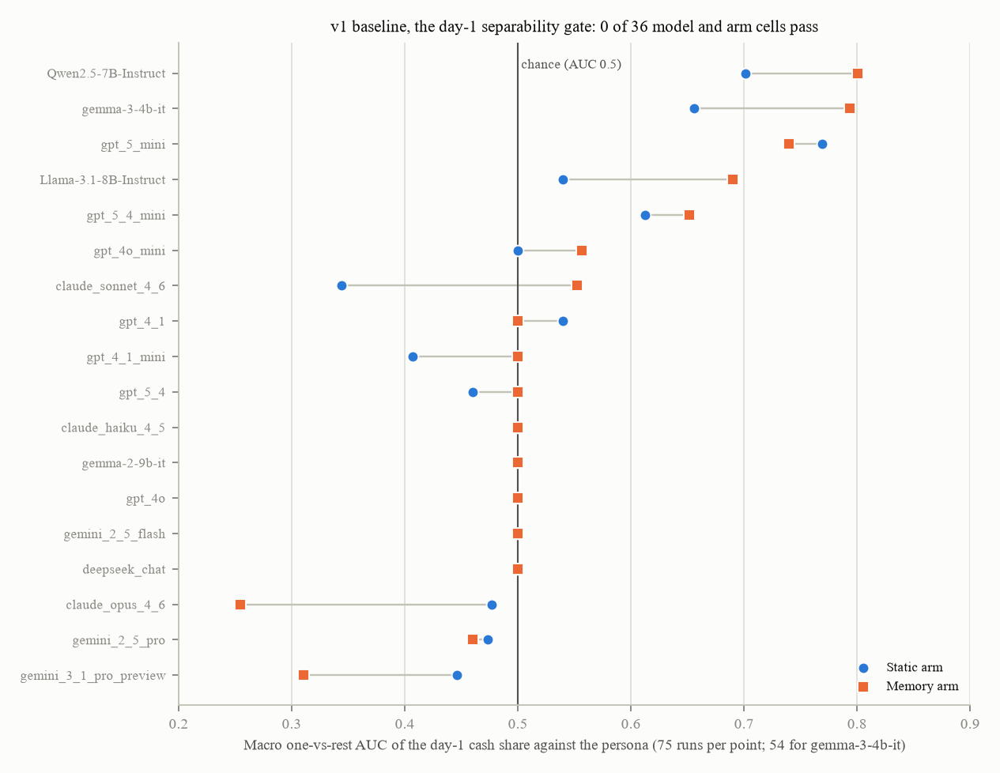 v1 baseline, the day-1 separability gate: 0 of 36 model and arm cells pass
chance (AUC 0.5)
Qwen2.5-7B-Instruct
gemma-3-4b-it
gpt_5_mini
Llama-3.1-8B-Instruct
gpt_5_4_mini
gpt_4o_mini
claude_sonnet_4_6
gpt_4_1
gpt_4_1_mini
gpt_5_4
claude_haiku_4_5
gemma-2-9b-it
gpt_4o
gemini_2_5_flash
deepseek_chat
claude_opus_4_6
gemini_2_5_pro
gemini_3_1_pro_preview
Static arm
Memory arm
0.2 0.3 0.4 0.5 0.6 0.7 0.8 0.9
Macro one-vs-rest AUC of the day-1 cash share against the persona (75 runs per point; 54 for gemma-3-4b-it)